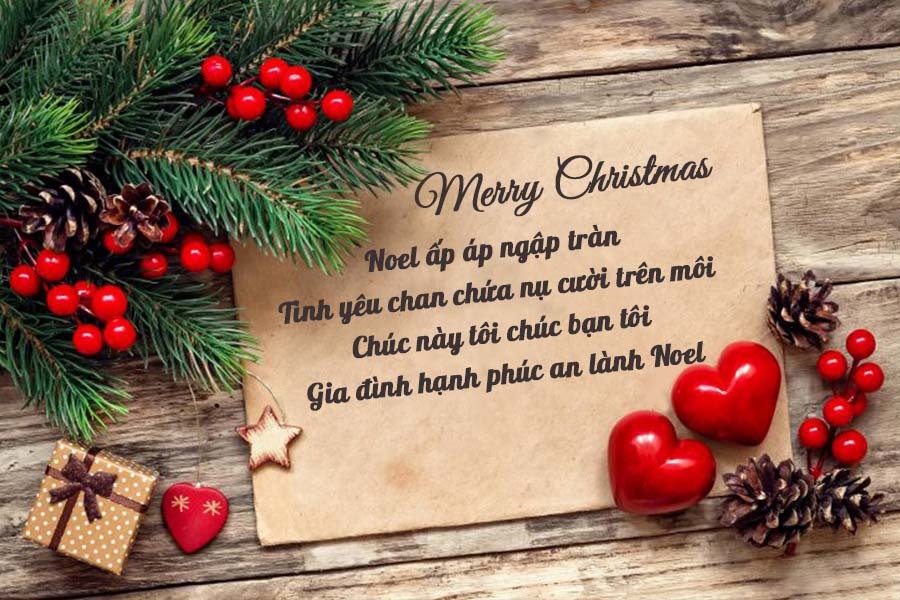 Merry Christmas
Noel ấp áp ngập tràn
Tình yêu chan chứa nụ cười trên môi
Chúc này tôi chúc bạn tôi
Gia đình hạnh phúc an lành Noel